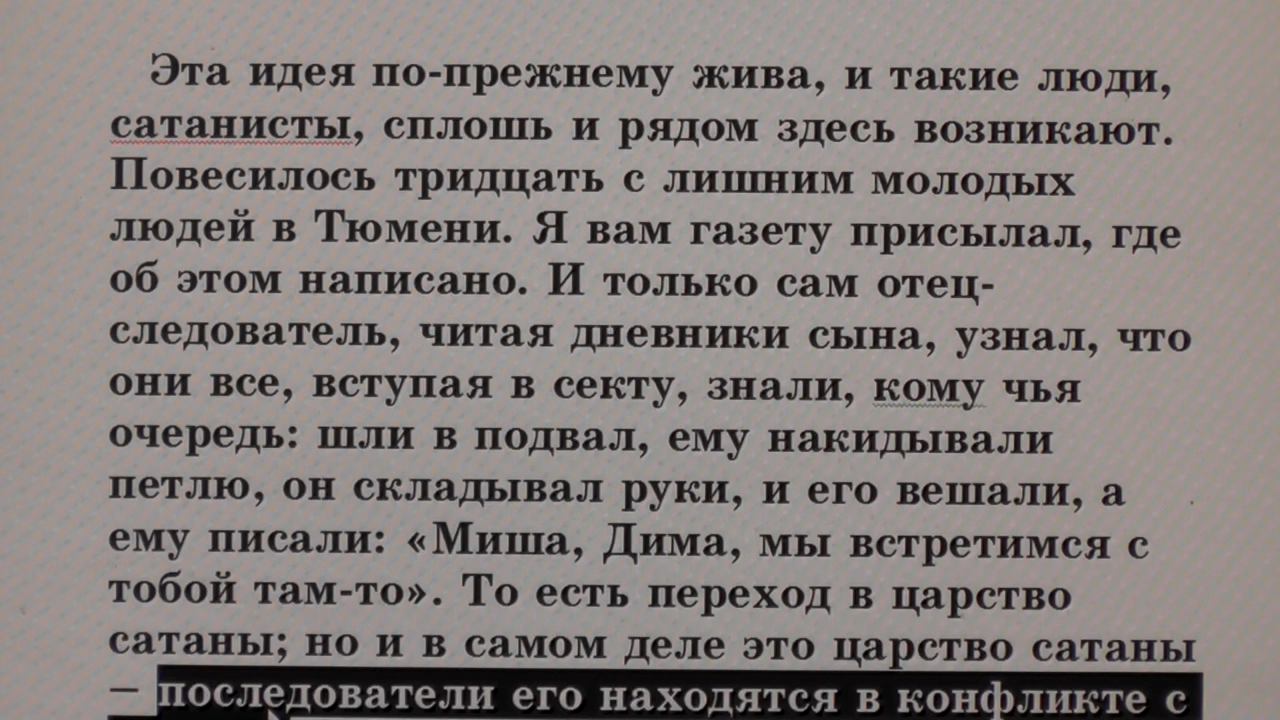 Эта идея по-прежнему жива, и такие люди,
сатанисты, сплошь и рядом здесь возникают.
Повесилось тридцать с лишним молодых
людей в Тюмени. Я вам газету присылал, где
об этом написано. И только сам отец-
следователь, читая дневники сына, узнал, что
они все, вступая в секту, знали, кому чья
очередь: шли в подвал, ему накидывали
петлю, он складывал руки, и его вешали, а
ему писали: «Миша, Дима, мы встретимся с
тобой там-то». То есть переход в царство
сатаны; но и в самом деле это царство сатаны
– последователи его находятся в конфликте с